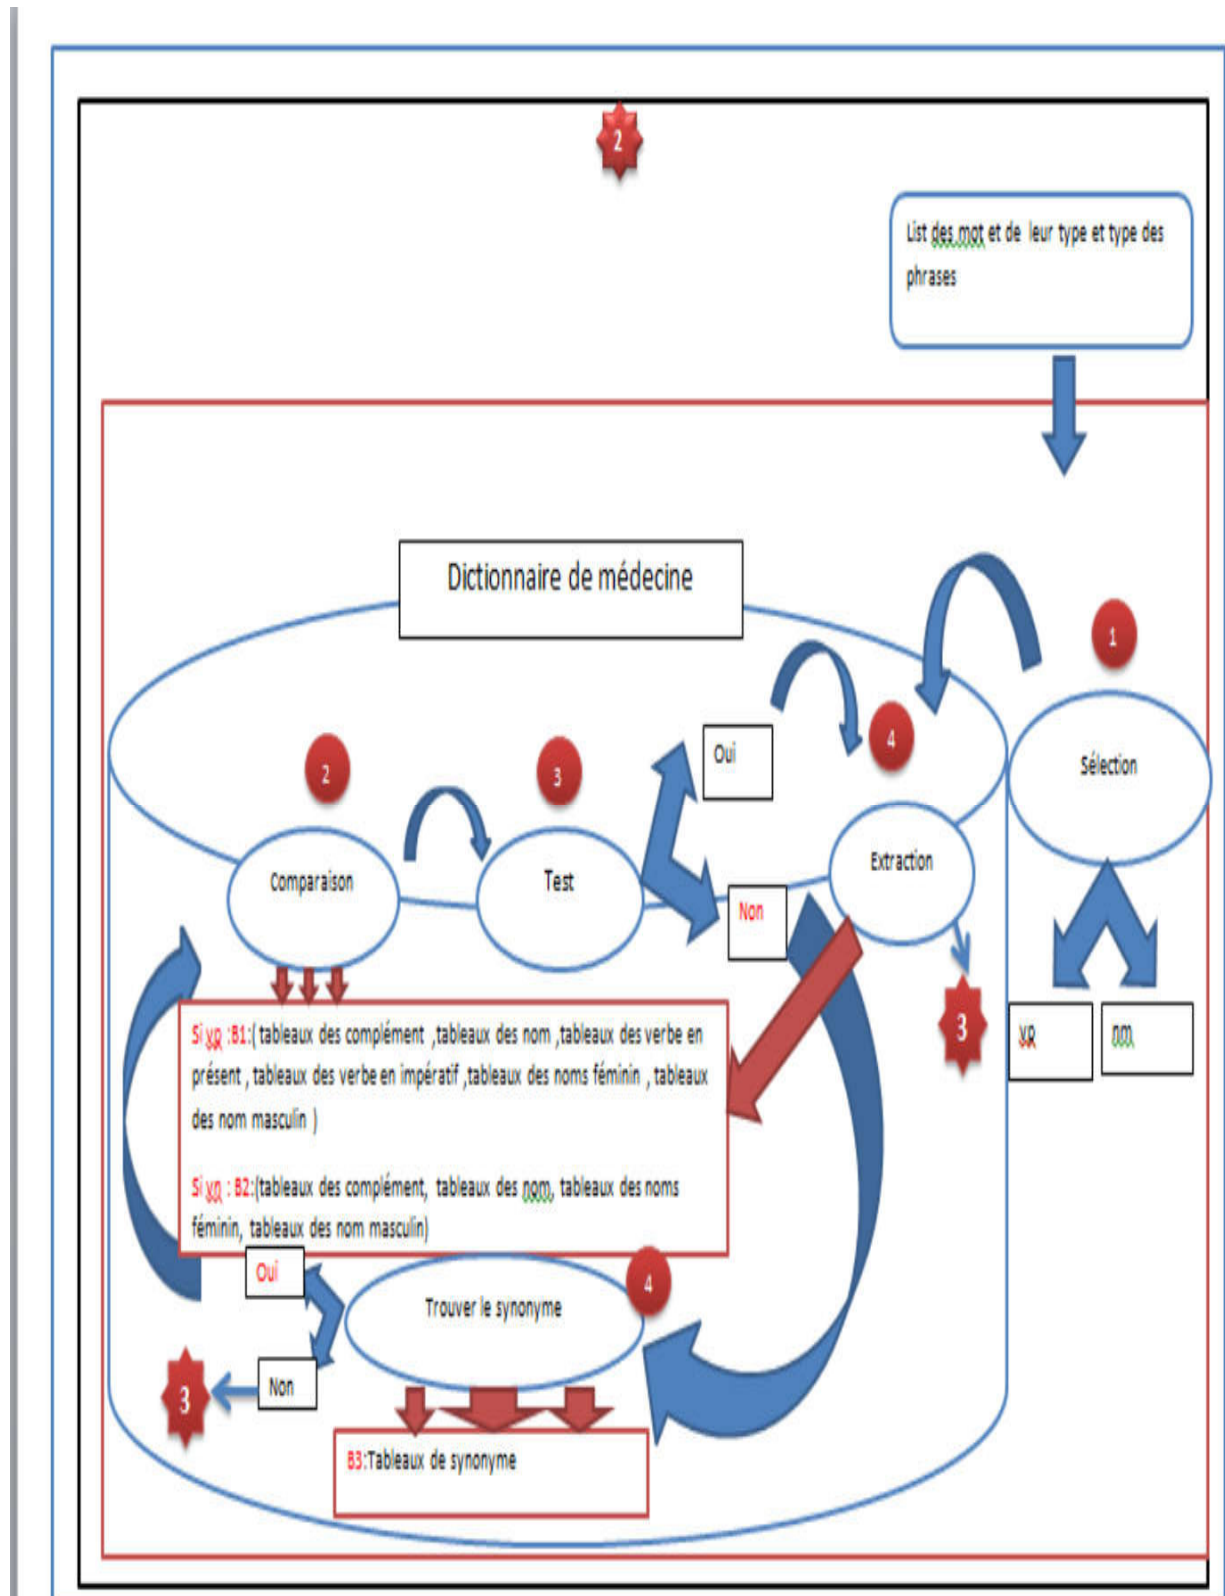 2
List des mot et de leur type et type des
phrases
Dictionnaire de médecine
1
Sélection
vp
nm
2
Comparaison
3
Test
Oui
Non
4
Extraction
3
Si vp :B1:( tableaux des complément ,tableaux des nom ,tableaux des verbe en
présent , tableaux des verbe en impératif ,tableaux des noms féminin , tableaux
des nom masculin )
Si vn : B2:(tableaux des complément, tableaux des nom, tableaux des noms
féminin, tableaux des nom masculin)
Oui
Trouver le synonyme
4
Non
3
B3:Tableaux de synonyme